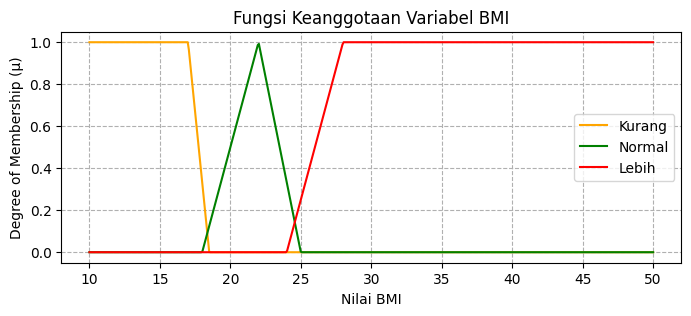 Fungsi Keanggotaan Variabel BMI
Degree of Membership (μ)
1.0
0.8
0.6
0.4
0.2
0.0
Kurang
Normal
Lebih
10 15 20 25 30 35 40 45 50
Nilai BMI